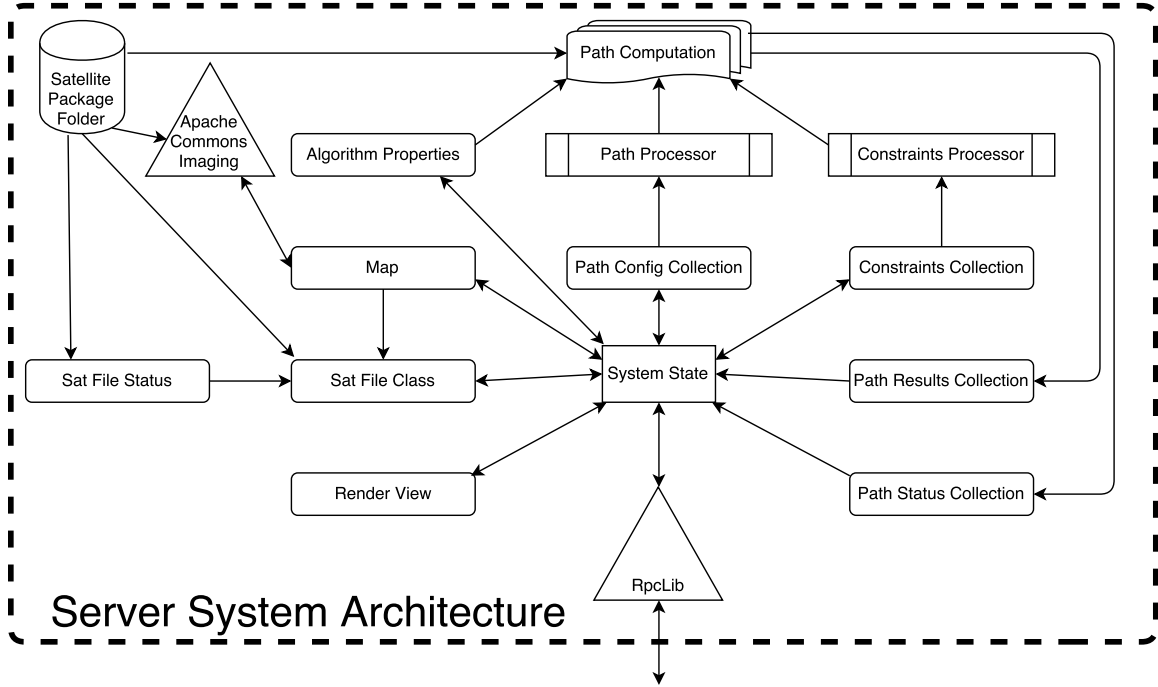 Path Computation
Satellite
Package
Folder
Apache
Commons
Imaging
Algorithm Properties
Path Processor
Constraints Processor
Map
Path Config Collection
Constraints Collection
Sat File Status
Sat File Class
System State
Path Results Collection
Render View
Path Status Collection
RpcLib
Server System Architecture